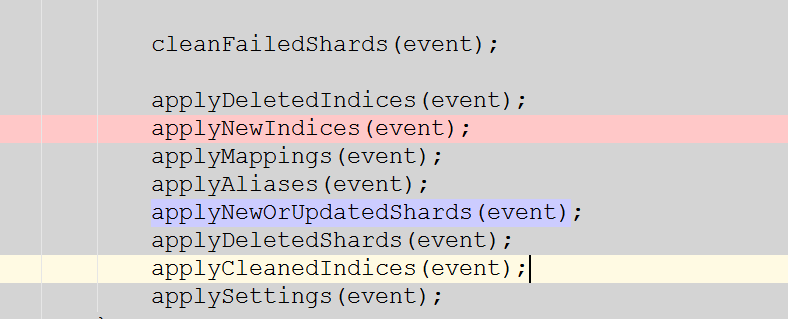 cleanFailedShards(event);
applyDeletedIndices(event);
applyNewIndices(event);
applyMappings(event);
applyAliases(event);
applyNewOrUpdatedShards(event);
applyDeletedShards(event);
applyCleanedIndices(event);
applySettings(event);